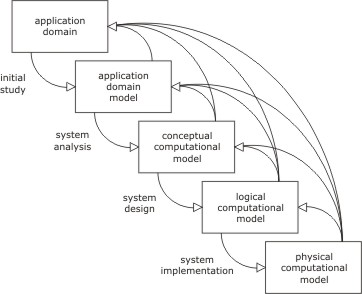 application
domain
initial
study
application
domain
model
system
analysis
conceptual
computational
model
system
design
logical
computational
model
system
implementation
physical
computational
model